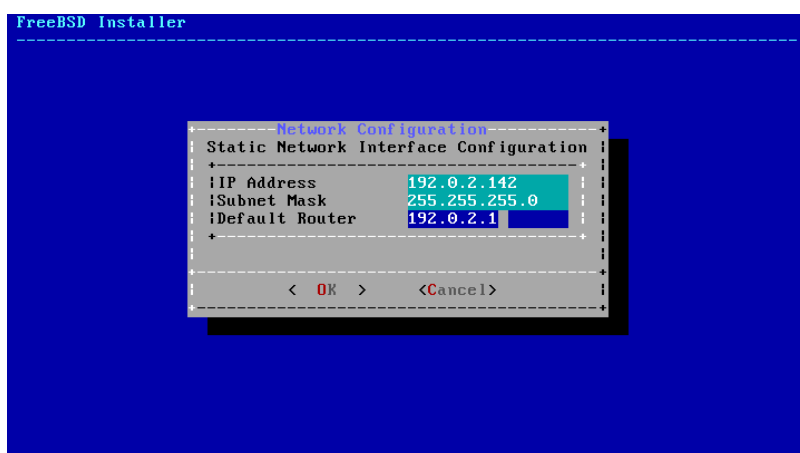 FreeBSD Installer
Network Configuration
Static Network Interface Configuration
IP Address 192.0.2.142
Subnet Mask 255.255.255.0
Default Router 192.0.2.1
< OK > <Cancel>